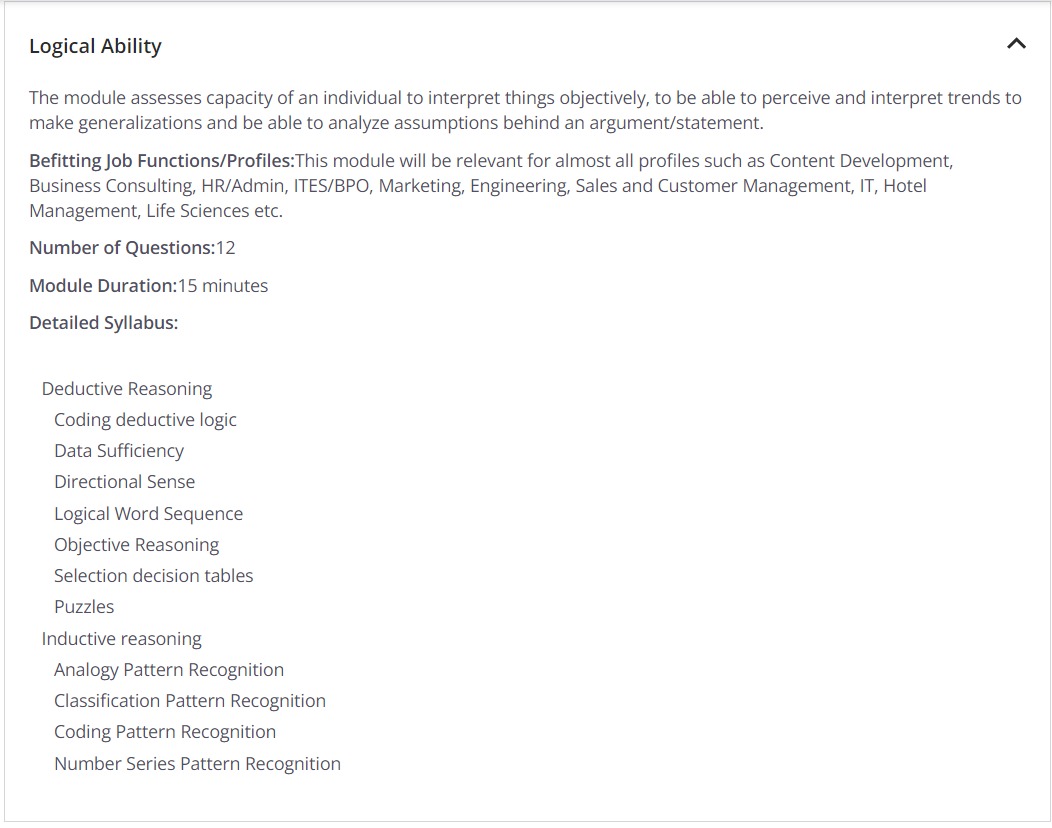 Logical Ability
The module assesses capacity of an individual to interpret things objectively, to be able to perceive and interpret trends to
make generalizations and be able to analyze assumptions behind an argument/statement.
Befitting Job Functions/Profiles:This module will be relevant for almost all profiles such as Content Development,
Business Consulting, HR/Admin, ITES/BPO, Marketing, Engineering, Sales and Customer Management, IT, Hotel
Management, Life Sciences etc.
Number of Questions:12
Module Duration:15 minutes
Detailed Syllabus:
Deductive Reasoning
Coding deductive logic
Data Sufficiency
Directional Sense
Logical Word Sequence
Objective Reasoning
Selection decision tables
Puzzles
Inductive reasoning
Analogy Pattern Recognition
Classification Pattern Recognition
Coding Pattern Recognition
Number Series Pattern Recognition